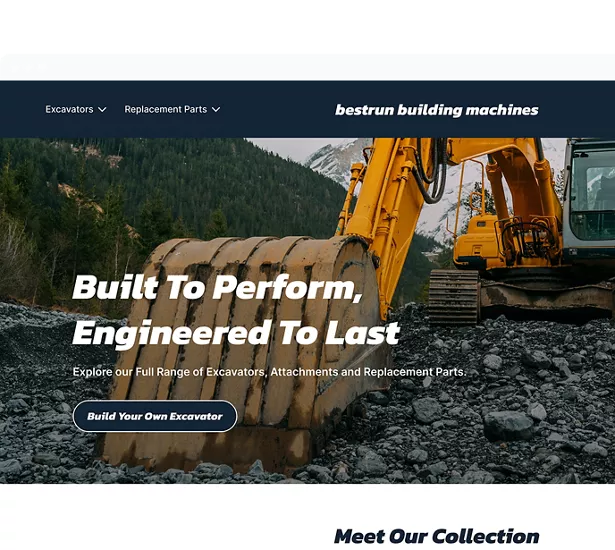 Excavators
Replacement Parts
bestrun building machines
Built To Perform,
Engineered To Last
Explore our Full Range of Excavators, Attachments and Replacement Parts.
Build Your Own Excavator
Meet Our Collection